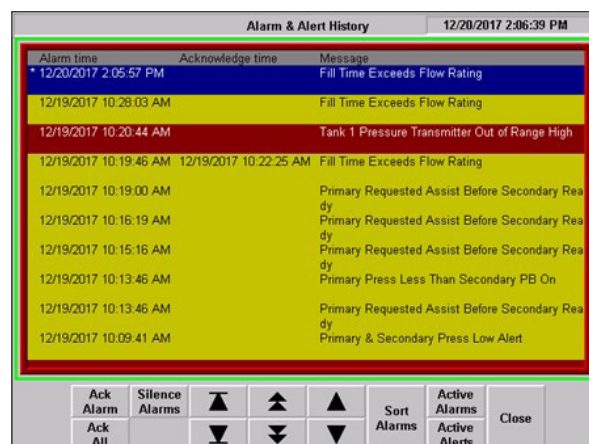 Alarm & Alert History
12/20/2017 2:06:39 PM
Alarm time Acknowledge time Message
* 12/20/2017 2:05:57 PM Fill Time Exceeds Flow Rating
12/19/2017 10:28:03 AM Fill Time Exceeds Flow Rating
12/19/2017 10:20:44 AM Tank 1 Pressure Transmitter Out of Range High
12/19/2017 10:19:46 AM 12/19/2017 10:22:25 AM Fill Time Exceeds Flow Rating
12/19/2017 10:19:00 AM Primary Requested Assist Before Secondary Rea
dy
12/19/2017 10:16:19 AM Primary Requested Assist Before Secondary Rea
dy
12/19/2017 10:15:16 AM Primary Requested Assist Before Secondary Rea
dy
12/19/2017 10:13:46 AM Primary Press Less Than Secondary PB On
12/19/2017 10:13:46 AM Primary Requested Assist Before Secondary Rea
dy
12/19/2017 10:09:41 AM Primary & Secondary Press Low Alert
Ack
Alarm
Silence
Alarms
Sort
Alarms
Active
Alarms
Close
Ack
All
Active
Alerts